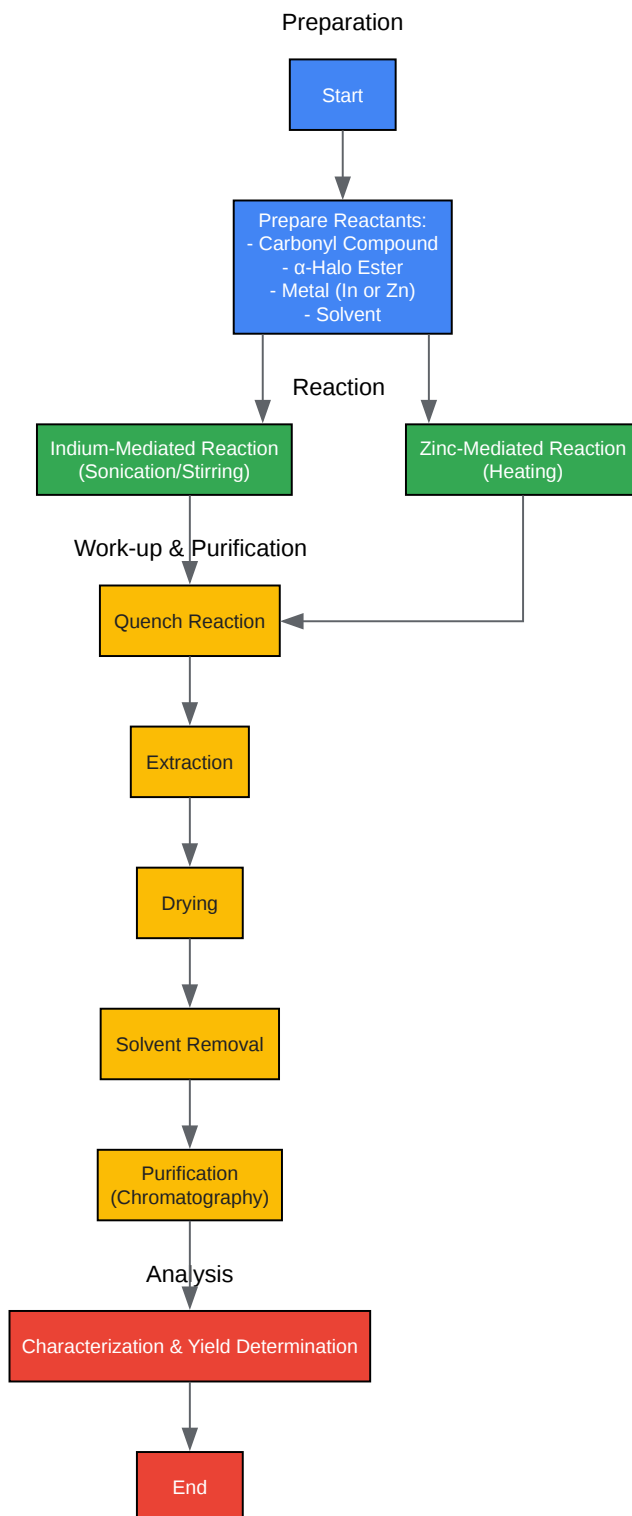 Preparation
Start
Prepare Reactants:
- Carbonyl Compound
- α-Halo Ester
- Metal (In or Zn)
- Solvent
Reaction
Indium-Mediated Reaction
(Sonication/Stirring)
Zinc-Mediated Reaction
(Heating)
Work-up & Purification
Quench Reaction
Extraction
Drying
Solvent Removal
Purification
(Chromatography)
Analysis
Characterization & Yield Determination
End